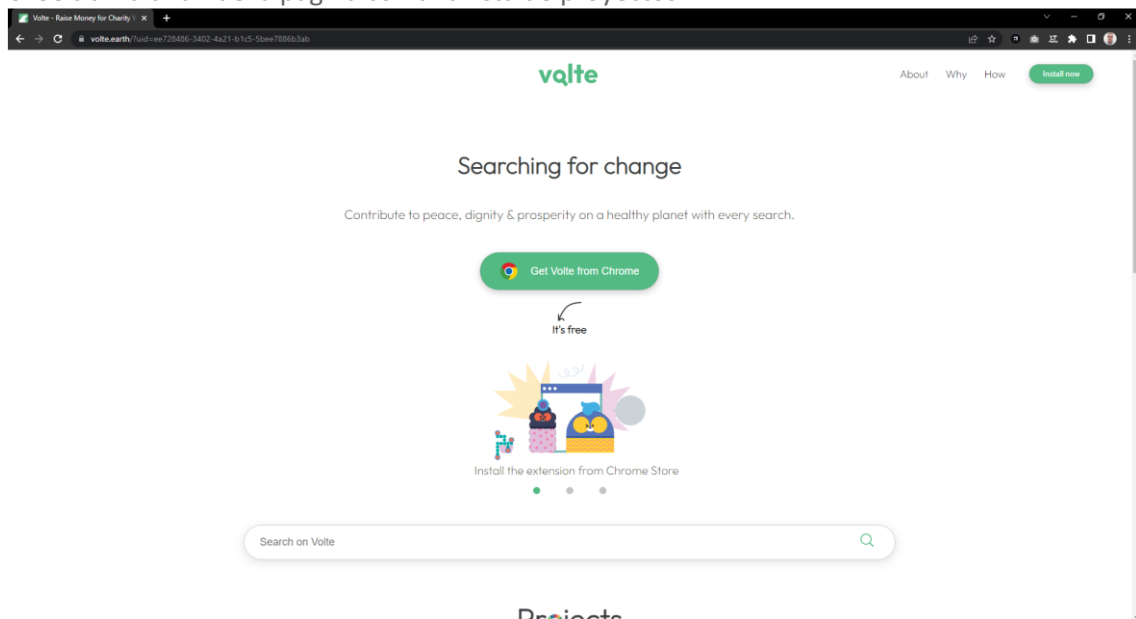 Volte - Raise Money for Charity
volte.earth/?uid=ee728486-3402-4a21-b1c5-5bee7886b3ab
volte
About Why How Install now
Searching for change
Contribute to peace, dignity & prosperity on a healthy planet with every search.
Get Volte from Chrome
It's free
Install the extension from Chrome Store
Search on Volte
Projects